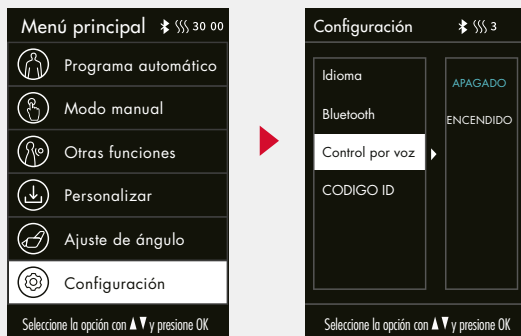 Menú principal 30 00
Programa automático
Modo manual
Otras funciones
Personalizar
Ajuste de ángulo
Configuración
Seleccione la opción con ▲▼ y presione OK
Configuración 3
Idioma
Bluetooth
Control por voz
CODIGO ID
APAGADO
ENCENDIDO
Seleccione la opción con ▲▼ y presione OK